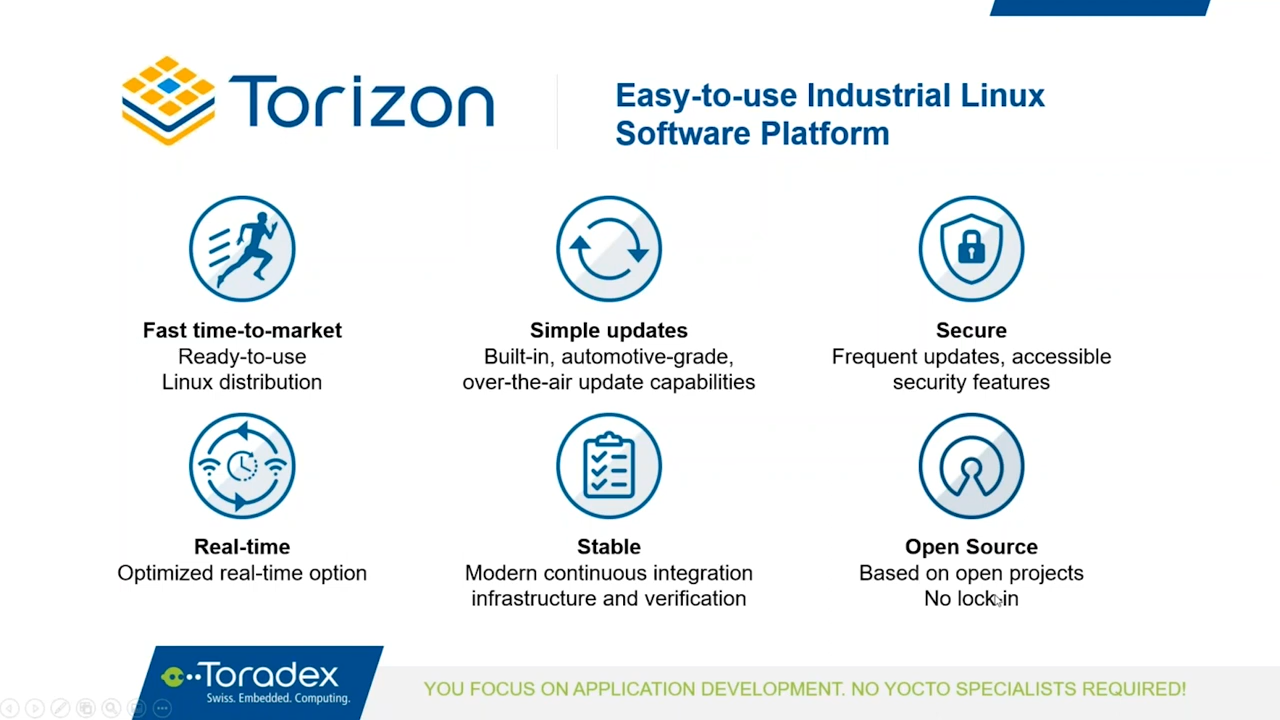 Torizon
Easy-to-use Industrial Linux
Software Platform
Fast time-to-market
Ready-to-use
Linux distribution
Simple updates
Built-in, automotive-grade,
over-the-air update capabilities
Secure
Frequent updates, accessible
security features
Real-time
Optimized real-time option
Stable
Modern continuous integration
infrastructure and verification
Open Source
Based on open projects
No lock-in
Toradex
Swiss. Embedded. Computing.
YOU FOCUS ON APPLICATION DEVELOPMENT. NO YOCTO SPECIALISTS REQUIRED!